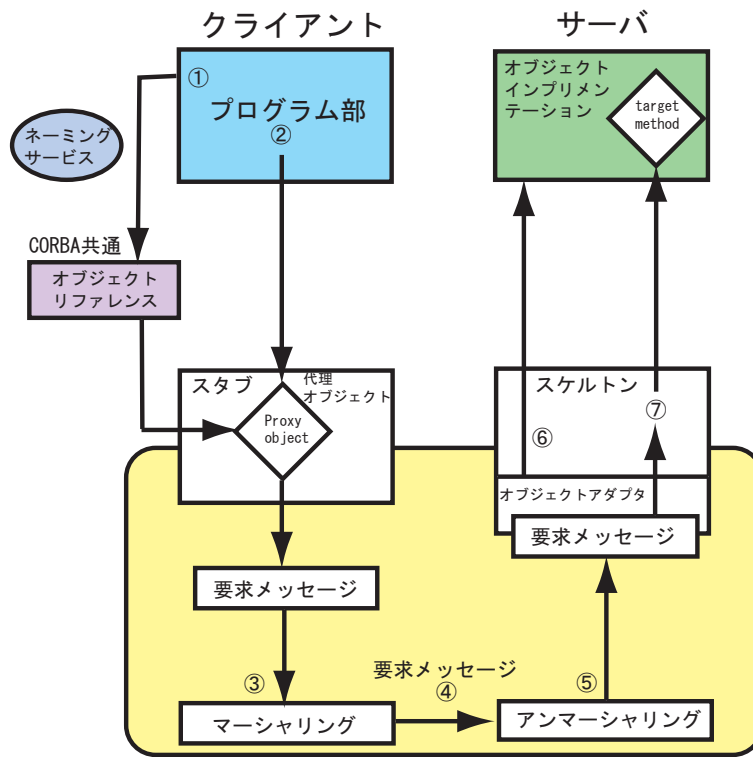 クライアント
サーバ
①
プログラム部
②
オブジェクト
インプリメン
テーション
target
method
ネーミング
サービス
CORBA共通
オブジェクト
リファレンス
スタブ
代理
オブジェクト
Proxy
object
スケルトン
⑥
⑦
オブジェクトアダプタ
要求メッセージ
要求メッセージ
③
要求メッセージ
④
⑤
マーシャリング
アンマーシャリング